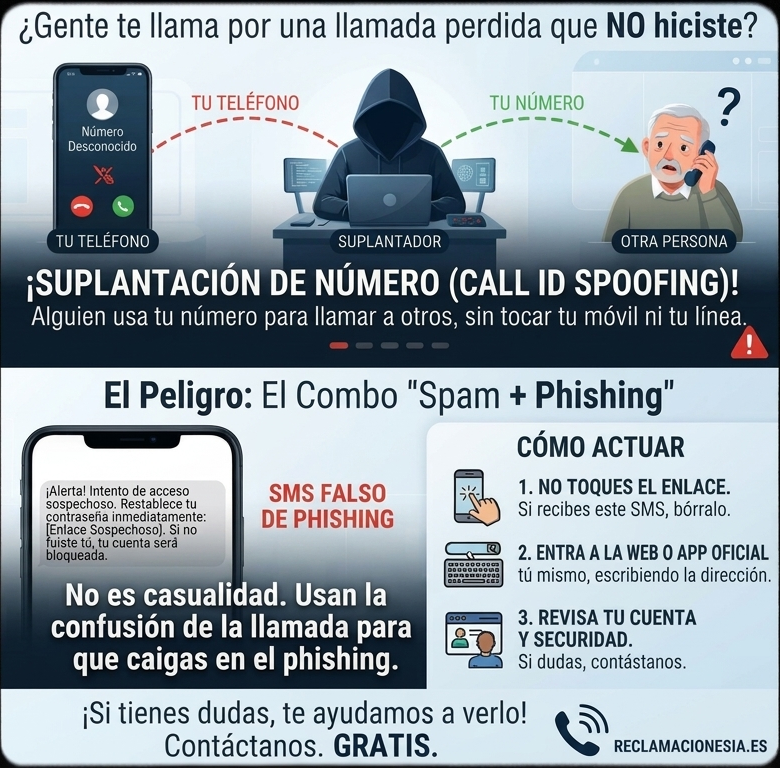 ¿Gente te llama por una llamada perdida que NO hiciste?
Número
Desconocido
TU TELÉFONO
TU NÚMERO
?
TU TELÉFONO
SUPLANTADOR
OTRA PERSONA
¡SUPLANTACIÓN DE NÚMERO (CALL ID SPOOFING)!
Alguien usa tu número para llamar a otros, sin tocar tu móvil ni tu línea.
!
El Peligro: El Combo "Spam + Phishing"
¡Alerta! Intento de acceso
sospechoso. Restablece tu
contraseña inmediatamente:
[Enlace Sospechoso). Si no
fuiste tú, tu cuenta será
bloqueada.
SMS FALSO
DE PHISHING
No es casualidad. Usan la
confusión de la llamada para
que caigas en el phishing.
CÓMO ACTUAR
1. NO TOQUES EL ENLACE.
Si recibes este SMS, bórralo.
2. ENTRA A LA WEB O APP OFICIAL
tú mismo, escribiendo la dirección.
3. REVISA TU CUENTA
Y SECURIDAD.
Si dudas, contástanos.
¡Si tienes dudas, te ayudamos a verlo!
Contáctanos. GRATIS.
RECLAMACIONESIA.ES